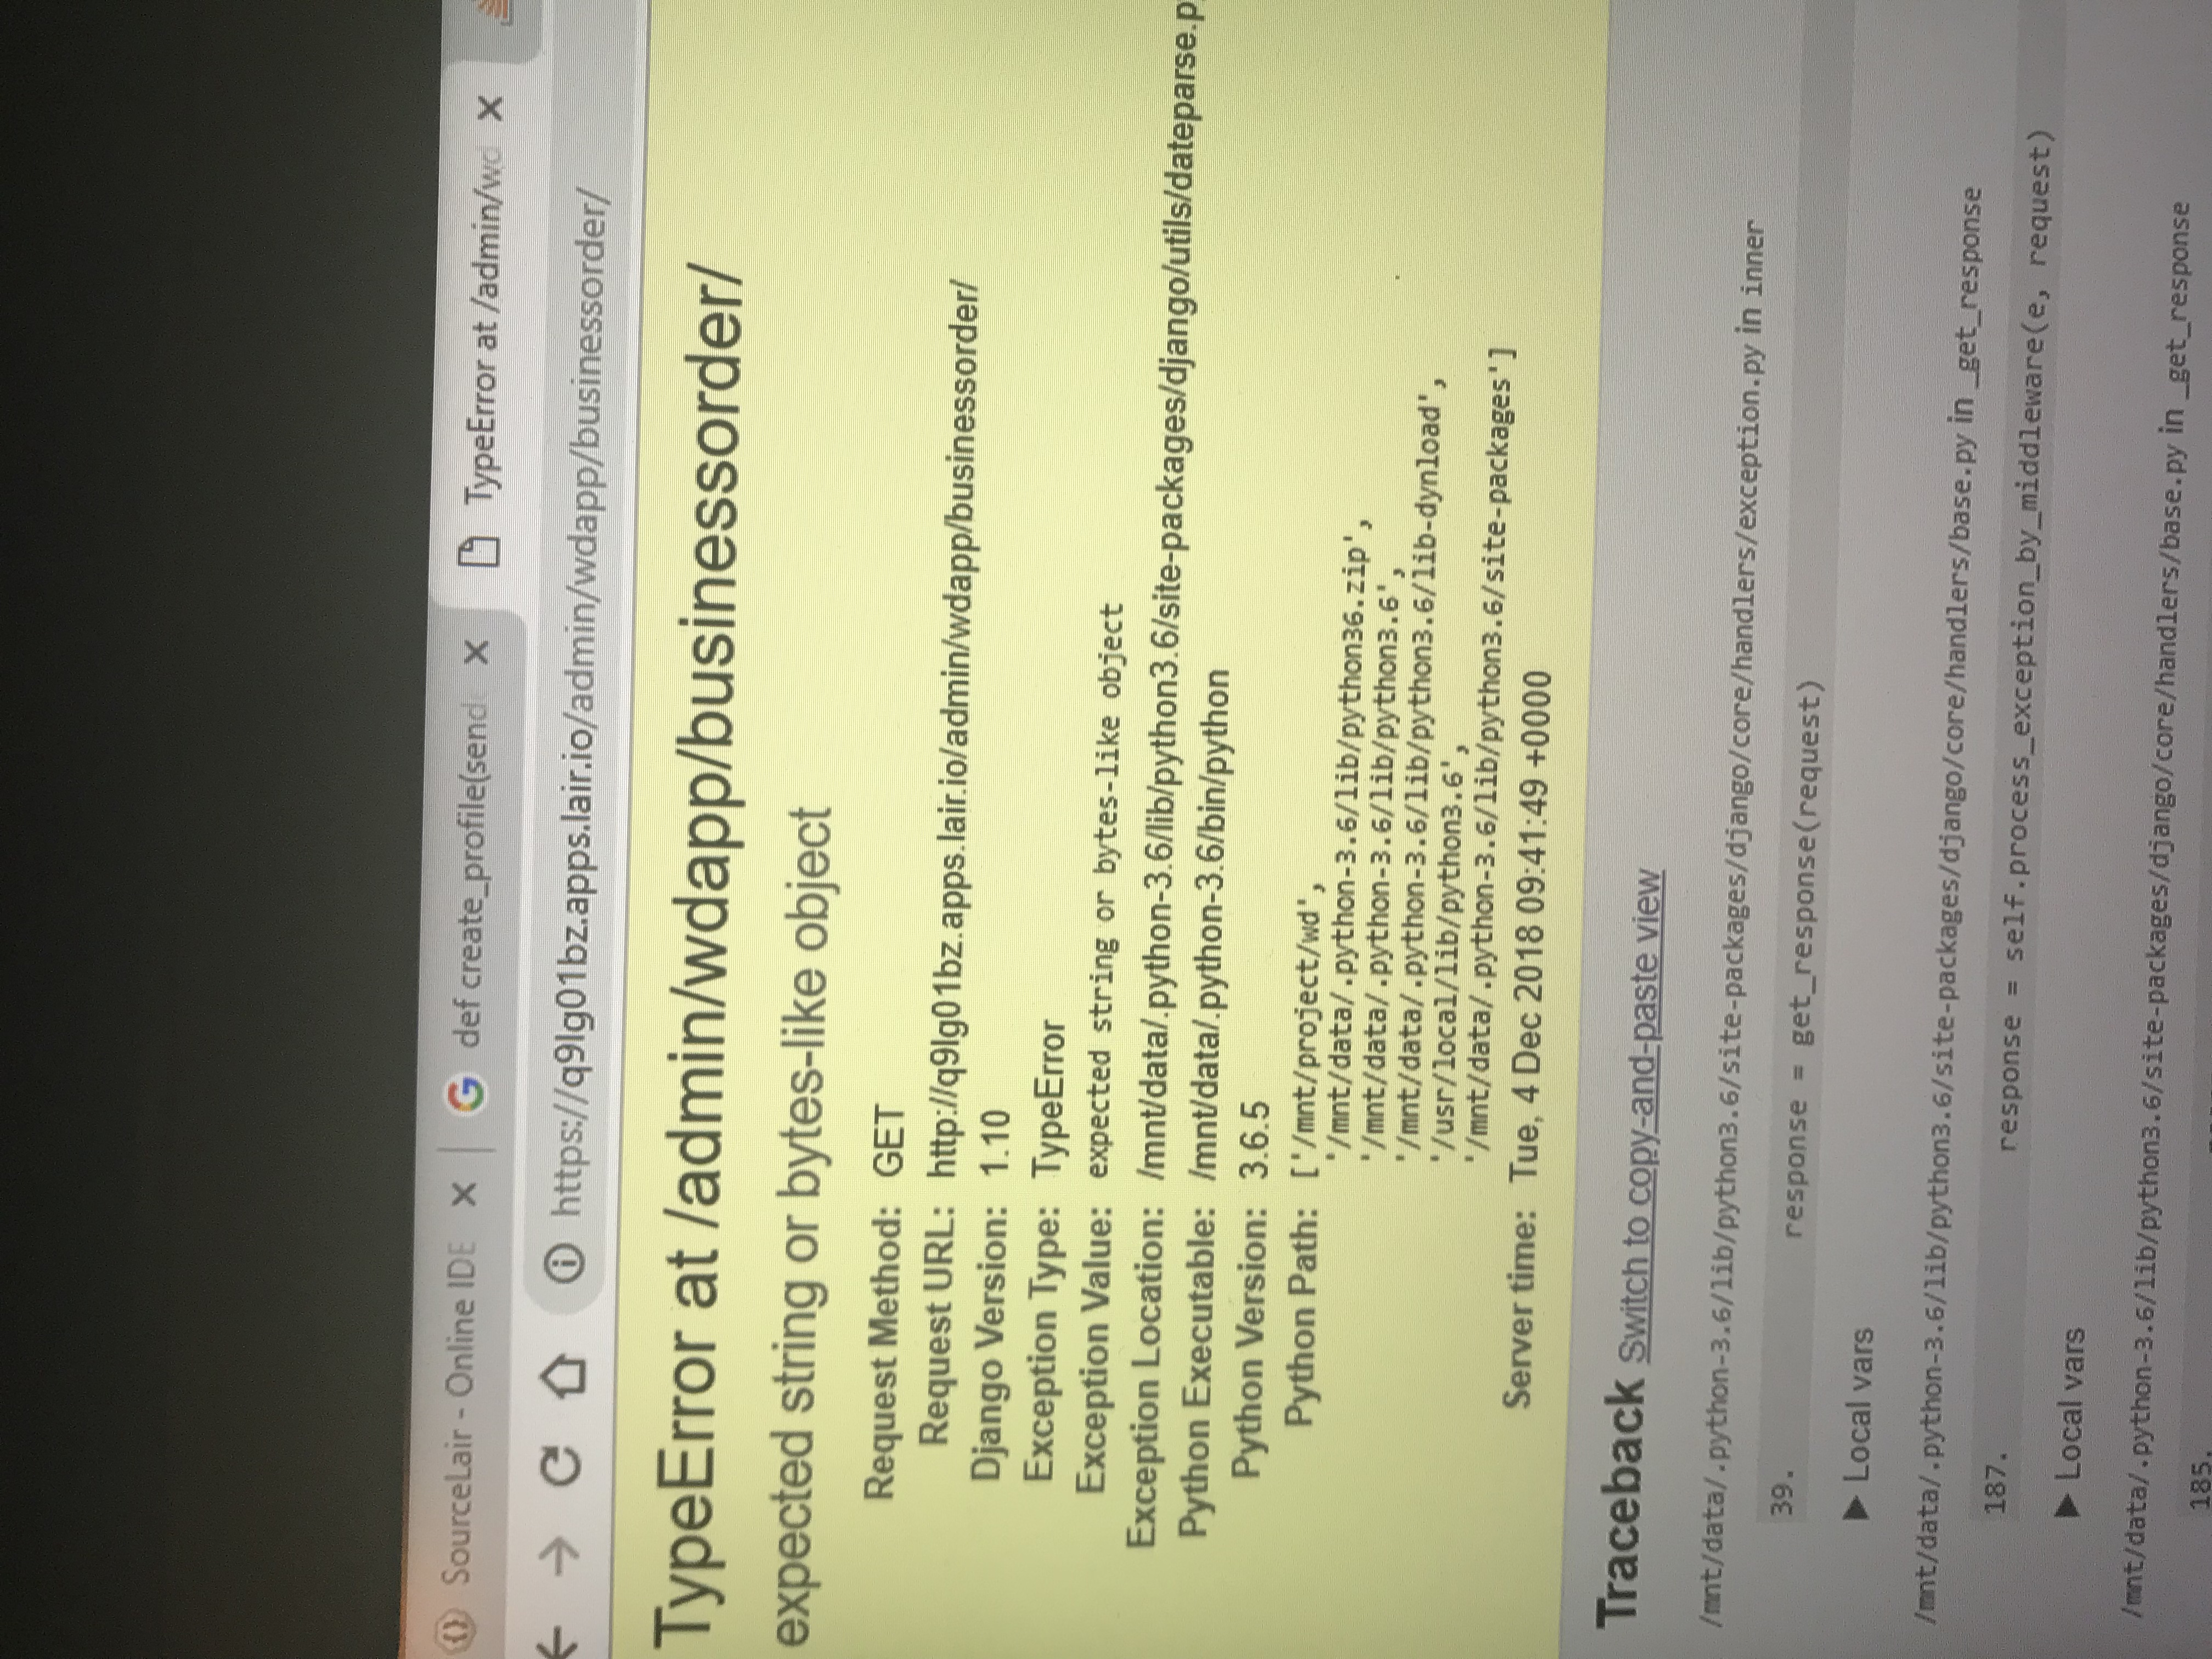 SourceLair - Online IDE
def create_profile(send
TypeError at /admin/wd
https://q9lg01bz.apps.lair.io/admin/wdapp/businessorder/
TypeError at /admin/wdapp/businessorder/
expected string or bytes-like object
Request Method: GET
Request URL: http://q9lg01bz.apps.lair.io/admin/wdapp/businessorder/
Django Version: 1.10
Exception Type: TypeError
Exception Value: expected string or bytes-like object
Exception Location: /mnt/data/.python-3.6/lib/python3.6/site-packages/django/utils/dateparse.p
Python Executable: /mnt/data/.python-3.6/bin/python
Python Version: 3.6.5
Python Path: ['/mnt/project/wd',
'/mnt/data/.python-3.6/lib/python36.zip',
'/mnt/data/.python-3.6/lib/python3.6',
'/mnt/data/.python-3.6/lib/python3.6/lib-dynload',
'/usr/local/lib/python3.6',
'/mnt/data/.python-3.6/lib/python3.6/site-packages']
Server time: Tue, 4 Dec 2018 09:41:49 +0000
Traceback Switch to copy-and-paste view
/mnt/data/.python-3.6/lib/python3.6/site-packages/django/core/handlers/exception.py in inner
39. response = get_response(request)
▶ Local vars
/mnt/data/.python-3.6/lib/python3.6/site-packages/django/core/handlers/base.py in _get_response
187. response = self.process_exception_by_middleware(e, request)
▶ Local vars
/mnt/data/.python-3.6/lib/python3.6/site-packages/django/core/handlers/base.py in _get_response
185.